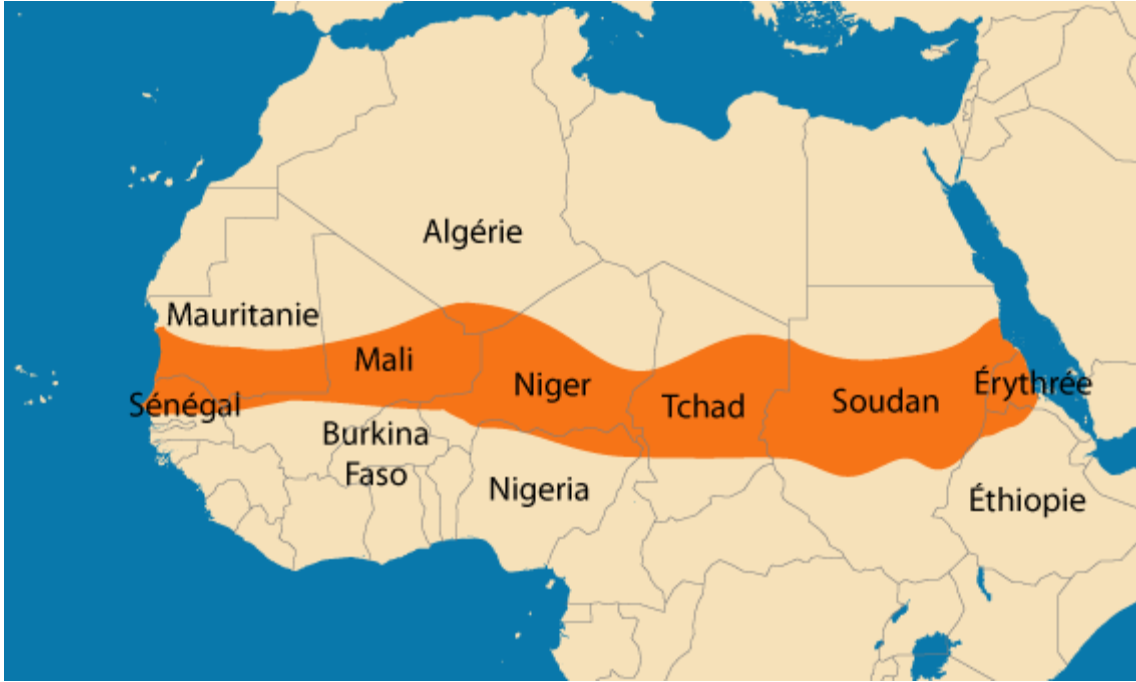 Algérie
Mauritanie
Mali
Niger
Tchad
Soudan
Érythrée
Sénégal
Burkina
Faso
Nigeria
Éthiopie